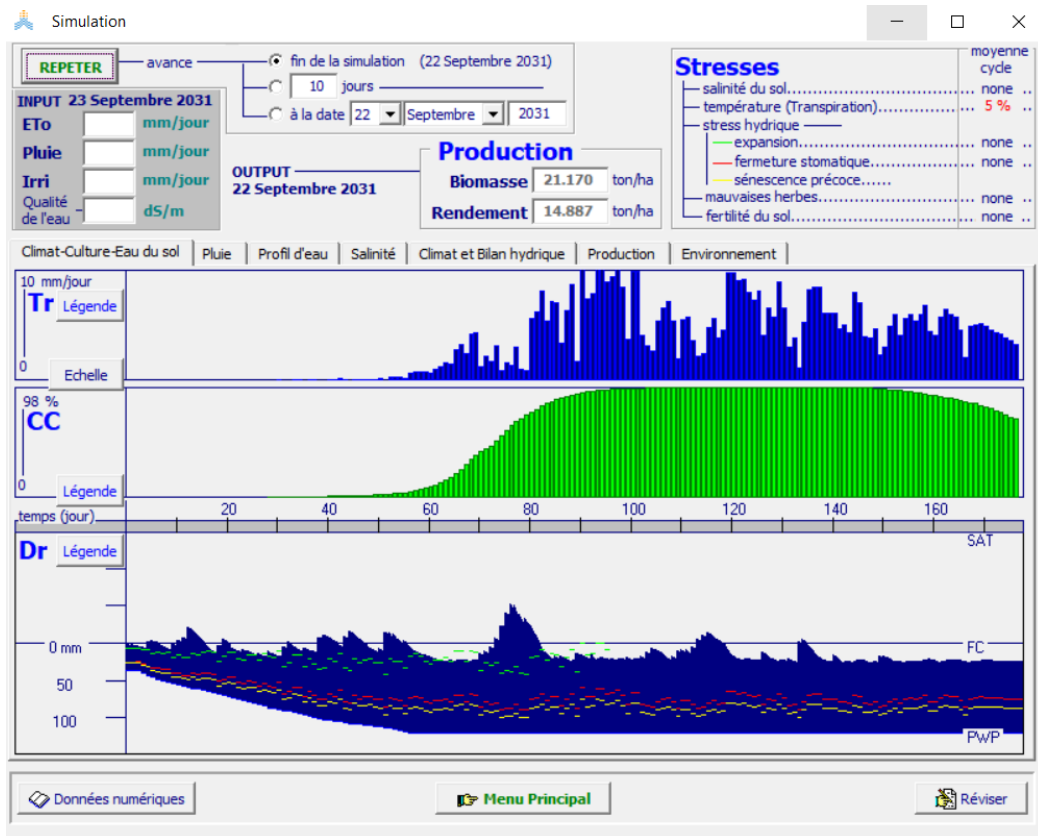 Simulation
REPETER
avance
fin de la simulation (22 Septembre 2031)
10 jours
à la date 22 Septembre 2031
INPUT 23 Septembre 2031
ETo mm/jour
Pluie mm/jour
Irri mm/jour
Qualité
de l'eau dS/m
OUTPUT
22 Septembre 2031
Production
Biomasse 21.170 ton/ha
Rendement 14.887 ton/ha
moyenne
cycle
Stresses
salinité du sol................................... none ..
température (Transpiration)................... 5 % ..
stress hydrique
expansion................................... none ..
fermeture stomatique................... none ..
sénescence précoce......
mauvaises herbes............................... none ..
fertilité du sol................................... none ..
Climat-Culture-Eau du sol Pluie Profil d'eau Salinité Climat et Bilan hydrique Production Environnement
10 mm/jour
Tr Légende
0
Echelle
98 %
CC
0
Légende
temps (jour) 20 40 60 80 100 120 140 160
Dr Légende
SAT
0 mm FC
50
100
PWP
Données numériques Menu Principal Réviser